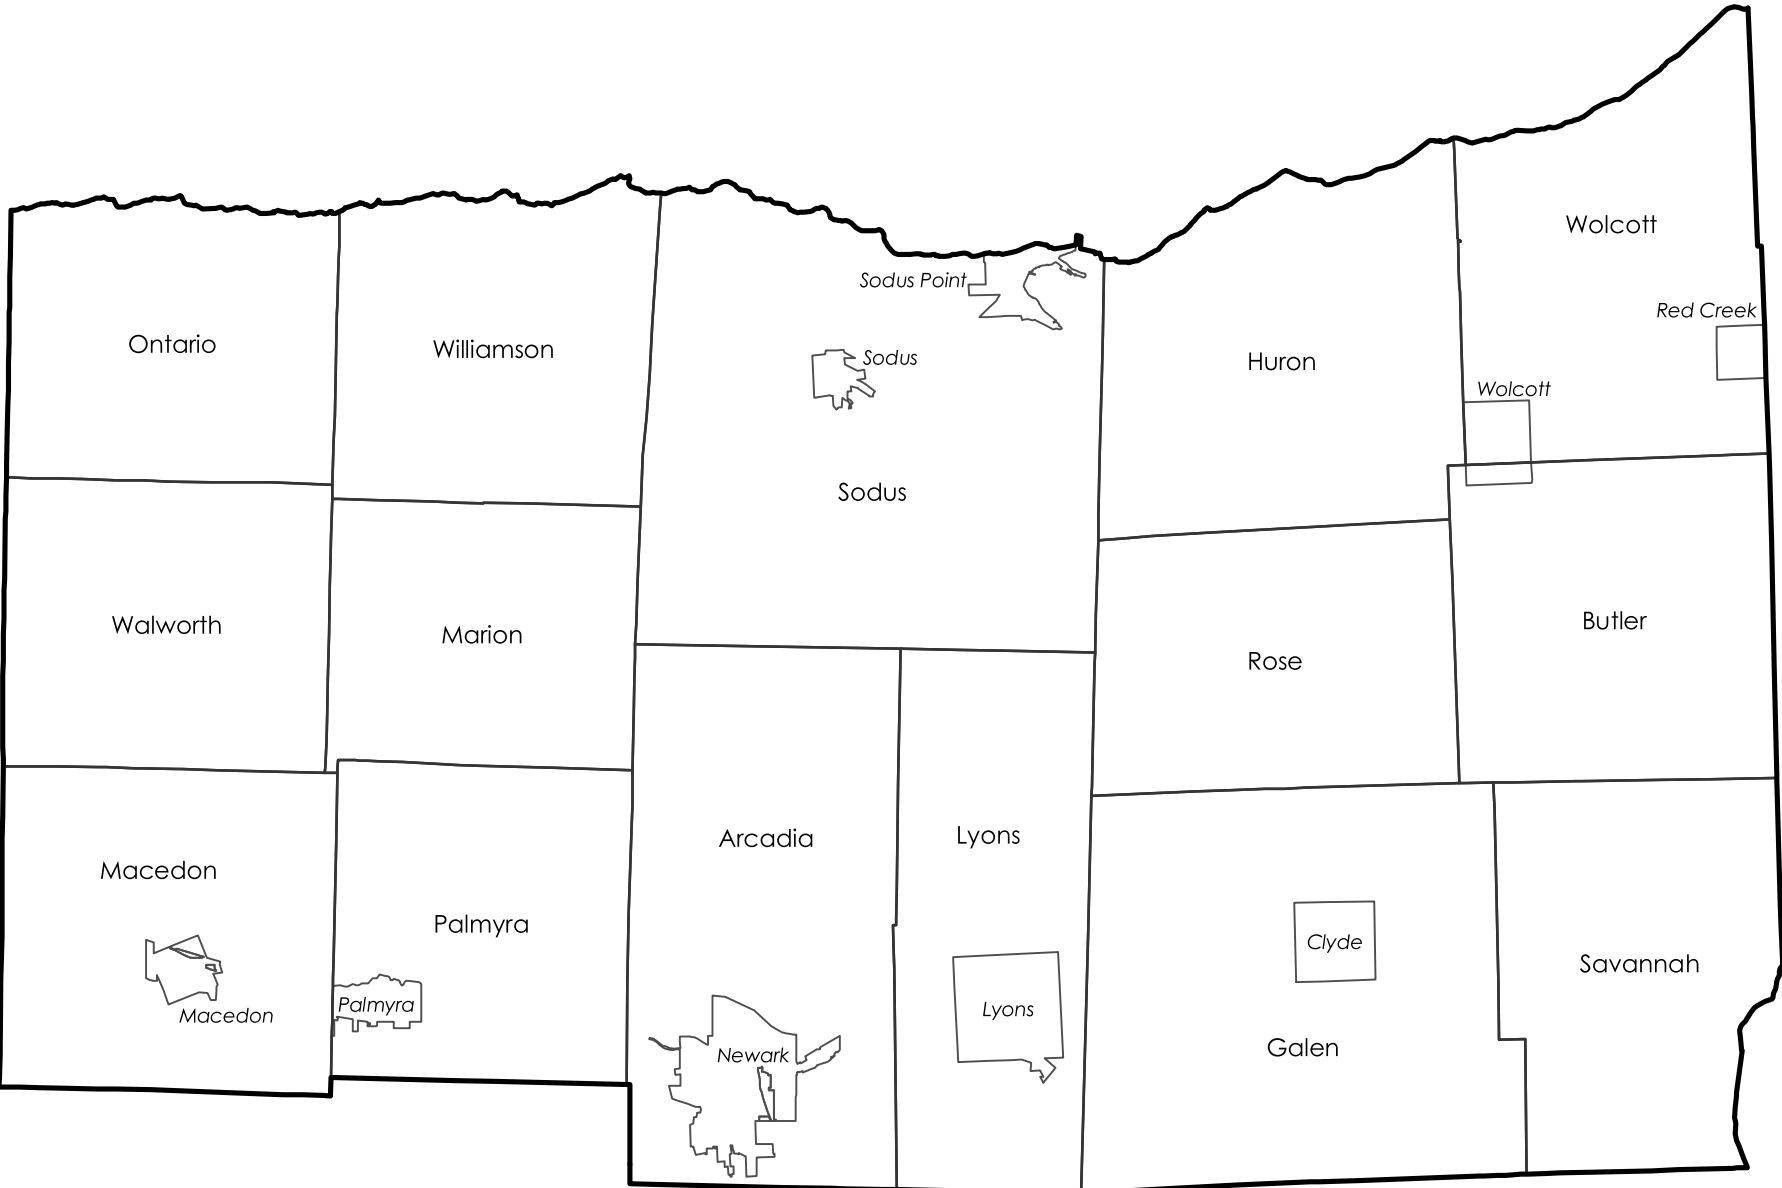 Wolcott
Sodus Point
Red Creek
Ontario
Williamson
Sodus
Huron
Wolcott
Sodus
Walworth
Marion
Rose
Butler
Macedon
Arcadia
Lyons
Palmyra
Clyde
Savannah
Macedon
Palmyra
Lyons
Newark
Galen